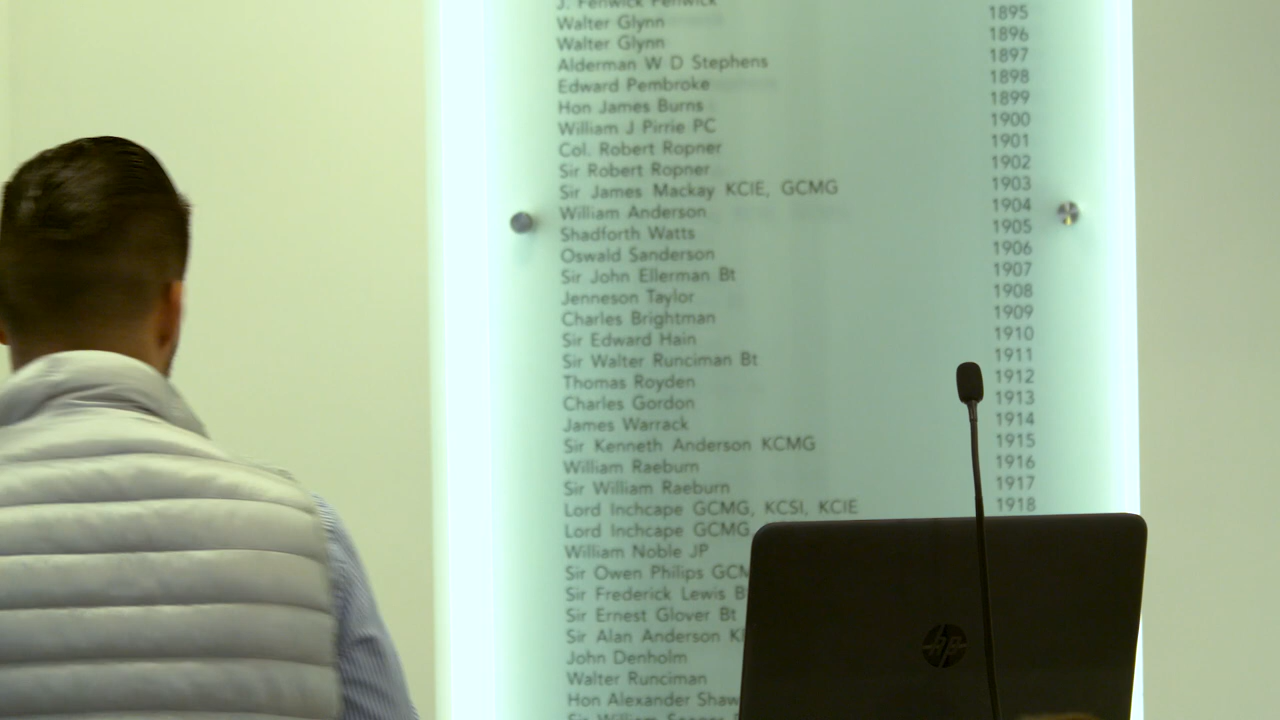 J. Fenwick Fenwick
Walter Glynn 1895
Walter Glynn 1896
Alderman W D Stephens 1897
Edward Pembroke 1898
Hon James Burns 1899
William J Pirrie PC 1900
Col. Robert Ropner 1901
Sir Robert Ropner 1902
Sir James Mackay KCIE, GCMG 1903
William Anderson 1904
Shadforth Watts 1905
Oswald Sanderson 1906
Sir John Ellerman Bt 1907
Jenneson Taylor 1908
Charles Brightman 1909
Sir Edward Hain 1910
Sir Walter Runciman Bt 1911
Thomas Royden 1912
Charles Gordon 1913
James Warrack 1914
Sir Kenneth Anderson KCMG 1915
William Raeburn 1916
Sir William Raeburn 1917
Lord Inchcape GCMG, KCSI, KCIE 1918
Lord Inchcape GCMG
William Noble JP
Sir Owen Philips GCM
Sir Frederick Lewis B
Sir Ernest Glover Bt
Sir Alan Anderson
John Denholm
Walter Runciman
Hon Alexander Shaw
Sir William
hp